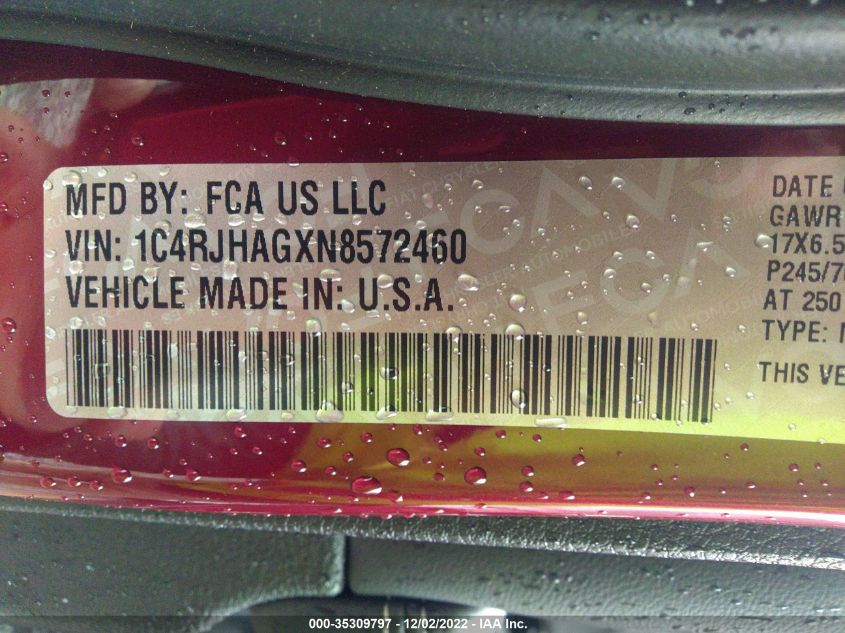 MFD BY: FCA US LLC
VIN: 1C4RJHAGXN8572460
VEHICLE MADE IN: U.S.A.
DATE
GAWR
17X6.5
P245/7
AT 250
TYPE:
THIS VE
000-35309797 - 12/02/2022 - IAA Inc.